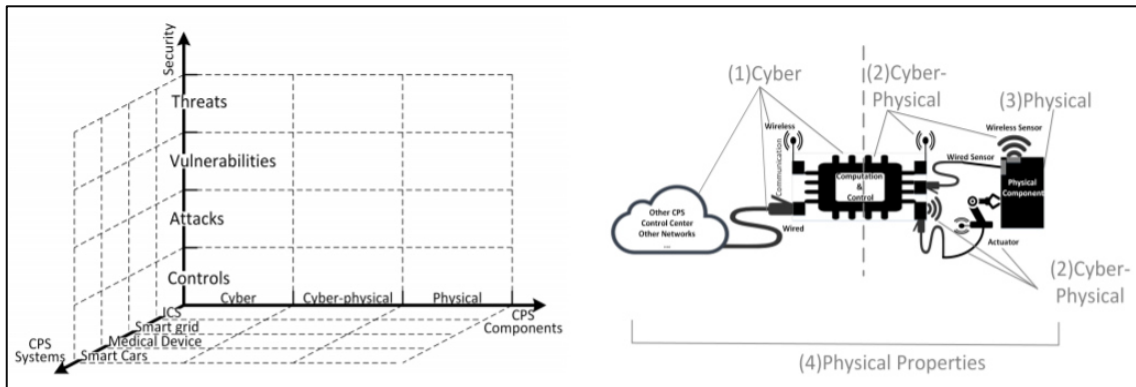 Security
Threats
Vulnerabilities
Attacks
Controls
Cyber
Cyber-physical
Physical
CPS
Components
ICS
Smart grid
Medical Device
Smart Cars
CPS
Systems
(1)Cyber
(2)Cyber-
Physical
(3)Physical
Wireless
Wireless Sensor
Communication
Wired Sensor
Computation
&
Control
Physical
Component
Other CPS
Control Center
Other Networks
...
Wired
Actuator
(2)Cyber-
Physical
(4)Physical Properties